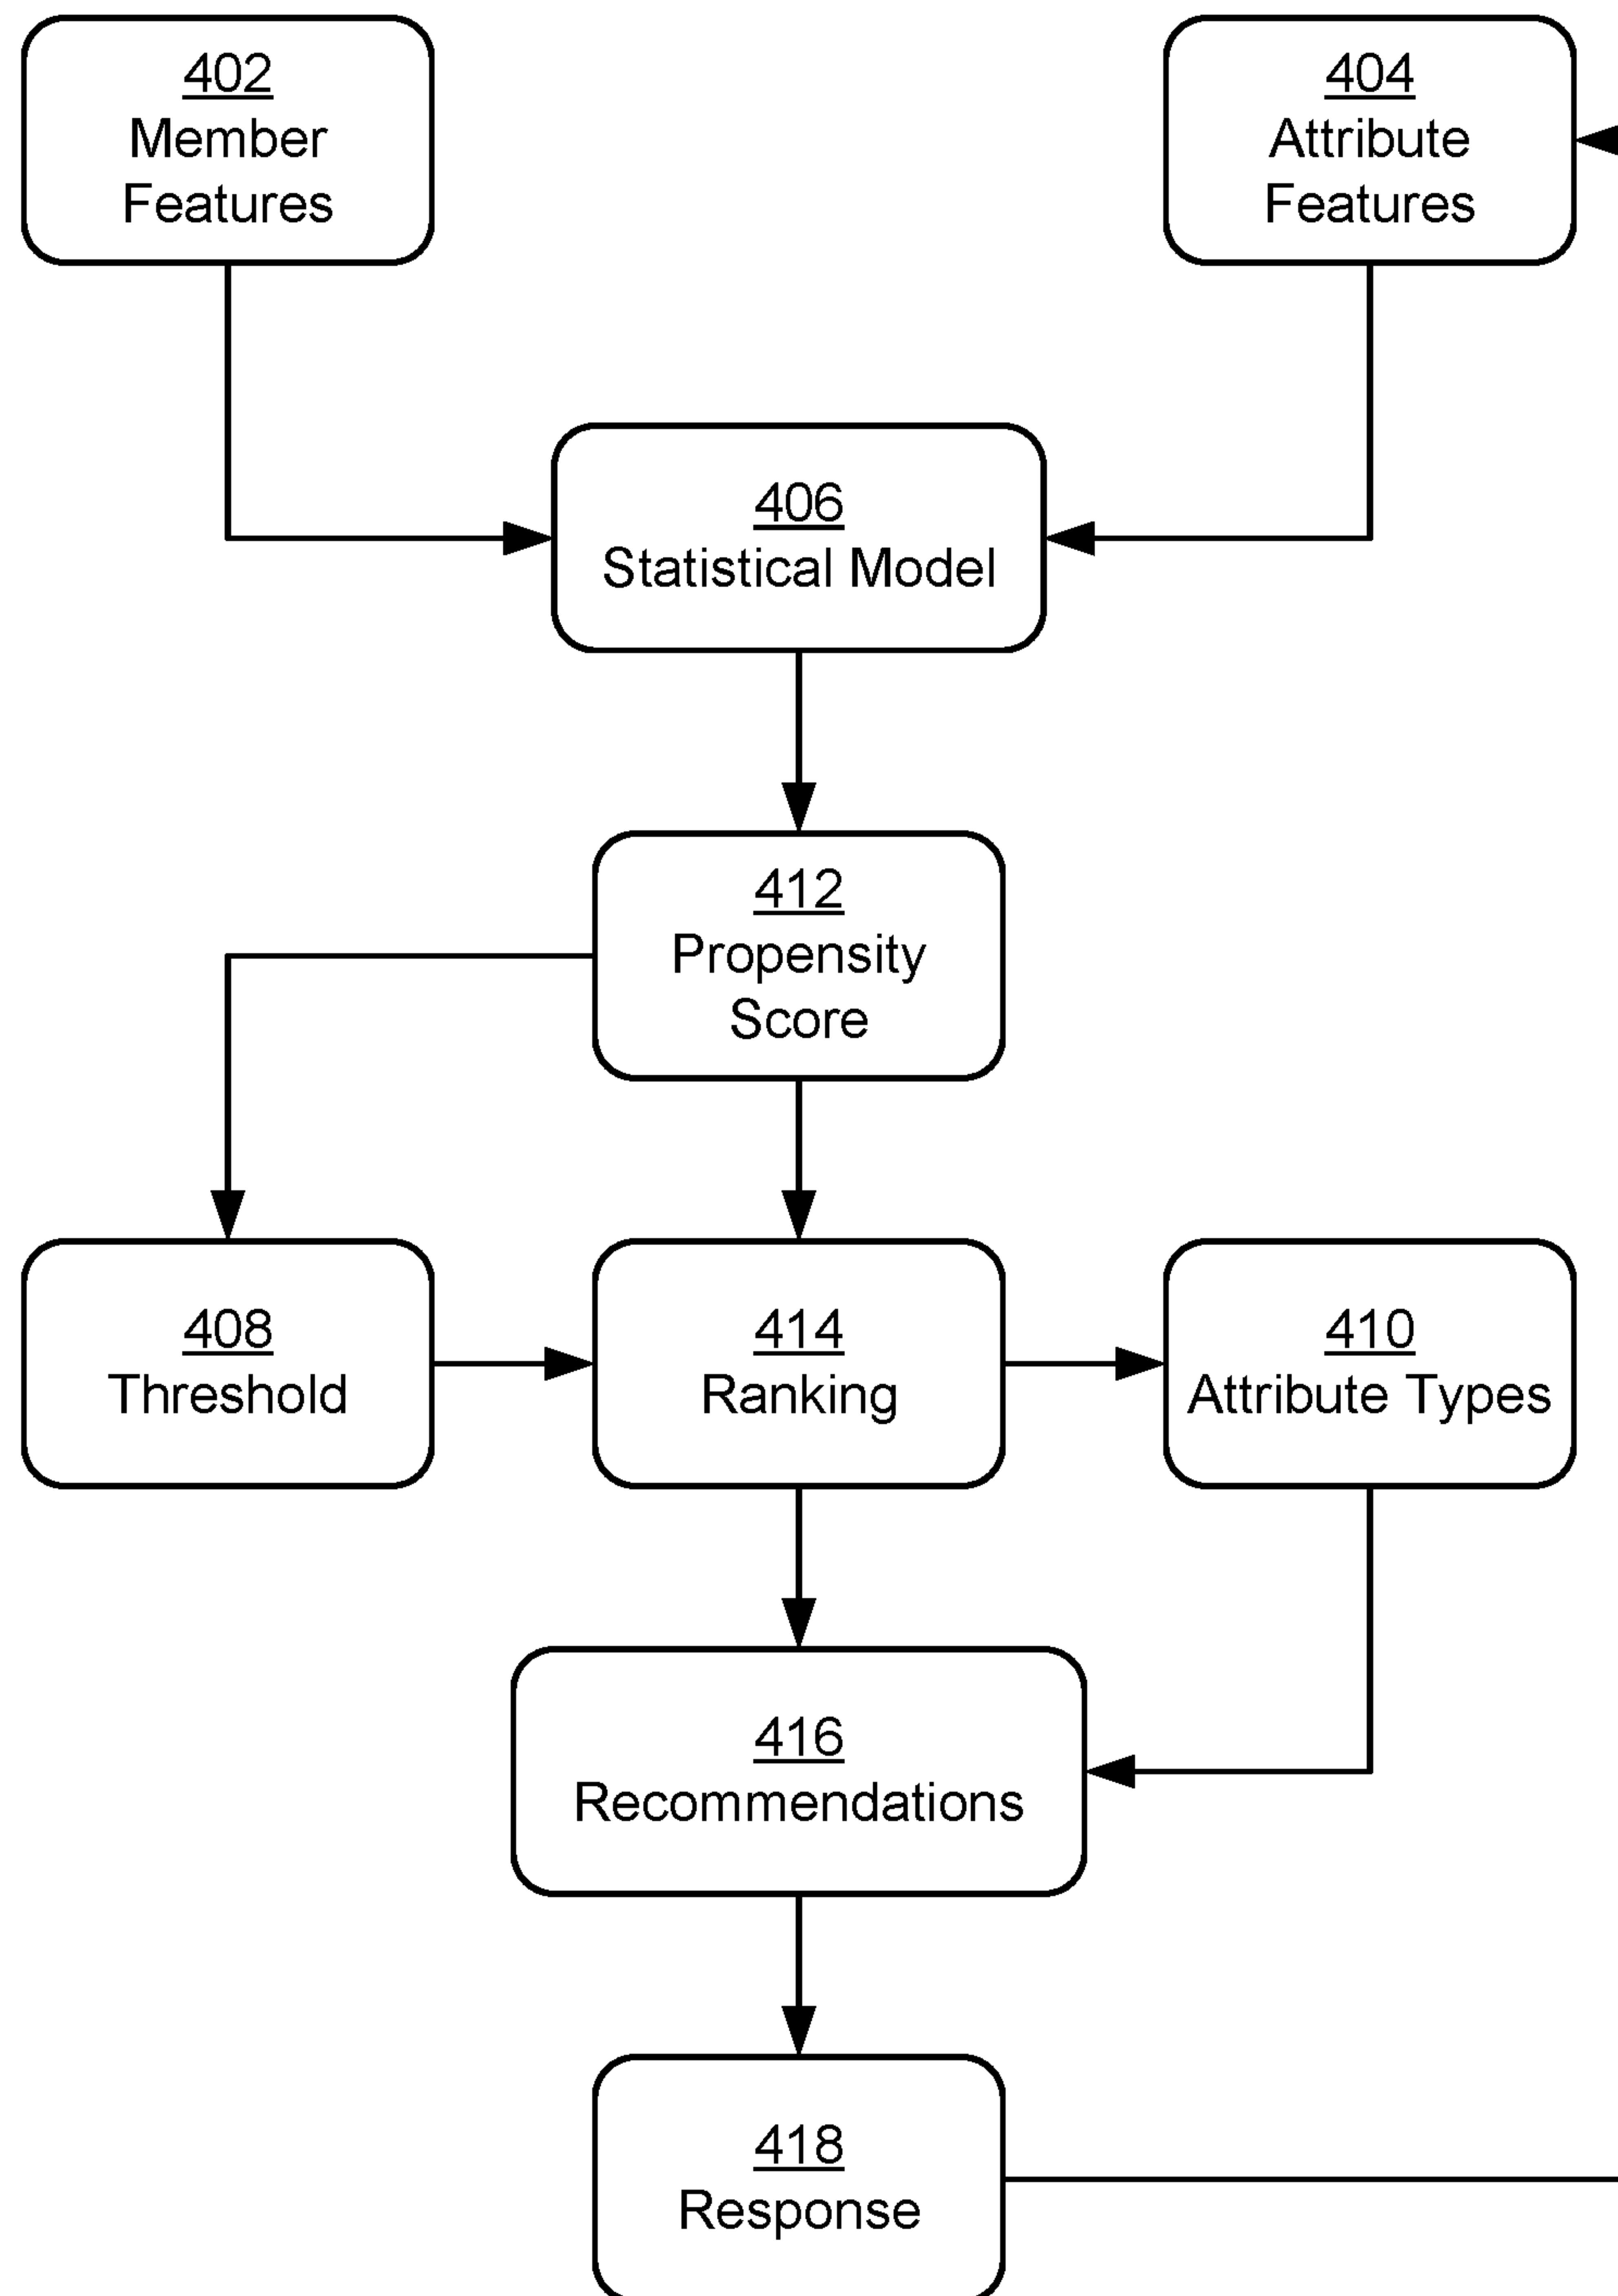 402
Member
Features
404
Attribute
Features
406
Statistical Model
412
Propensity
Score
408
Threshold
414
Ranking
410
Attribute Types
416
Recommendations
418
Response